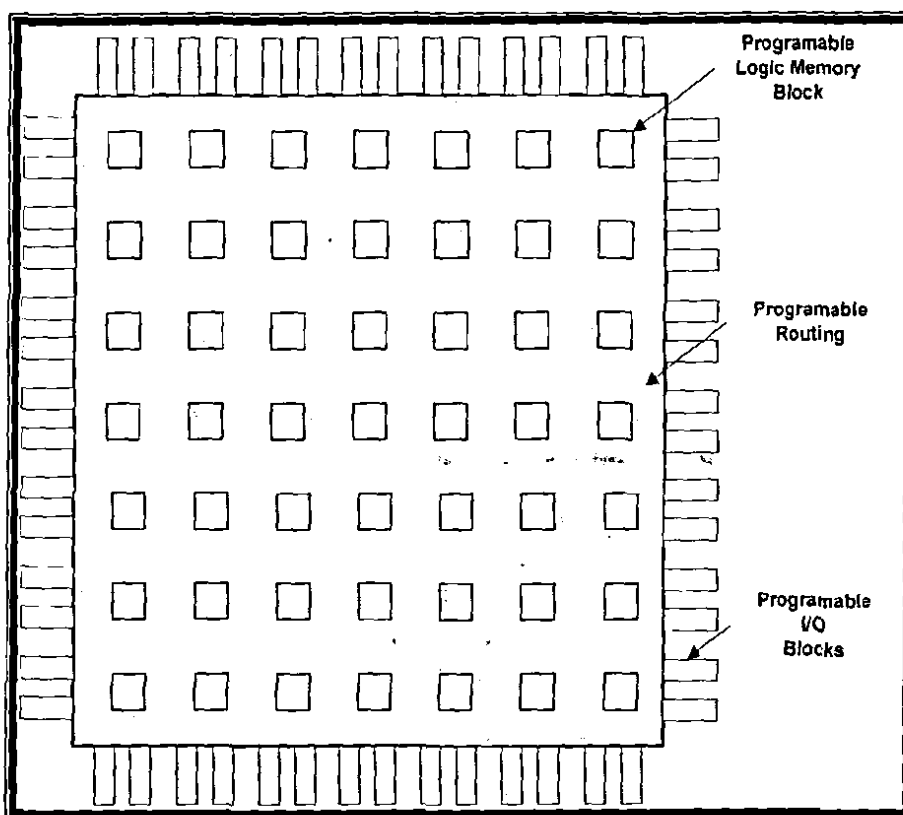 Programable
Logic Memory
Block
Programable
Routing
Programable
I/O
Blocks